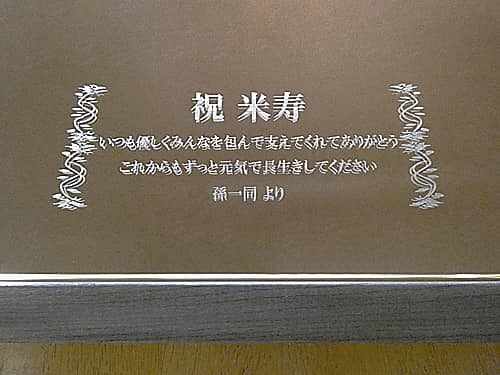 祝 米寿
いつも優しくみんなを包んで支えてくれてありがとう
これからもずっと元気で長生きしてください
孫一同 より